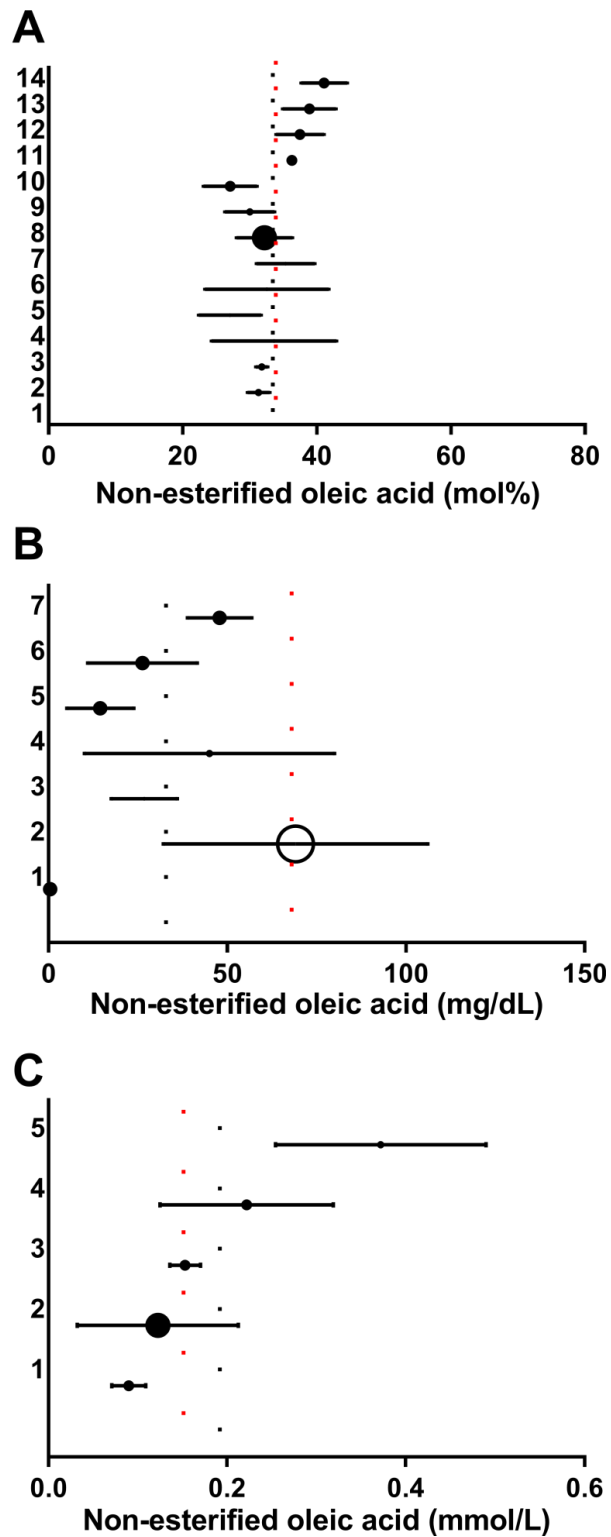 A
14
13
12
11
10
9
8
7
6
5
4
3
2
1
0 20 40 60 80
Non-esterified oleic acid (mol%)
B
7
6
5
4
3
2
1
0 50 100 150
Non-esterified oleic acid (mg/dL)
C
5
4
3
2
1
0.0 0.2 0.4 0.6
Non-esterified oleic acid (mmol/L)